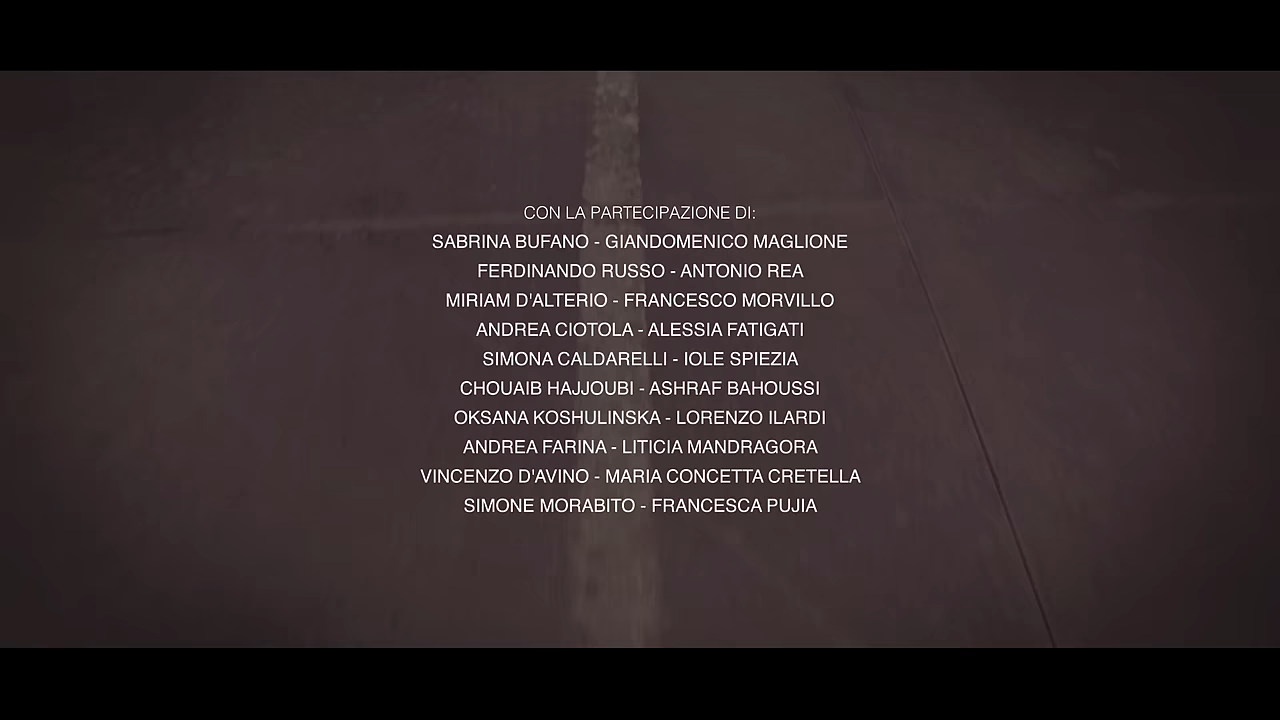 CON LA PARTECIPAZIONE DI:
SABRINA BUFANO - GIANDOMENICO MAGLIONE
FERDINANDO RUSSO - ANTONIO REA
MIRIAM D'ALTERIO - FRANCESCO MORVILLO
ANDREA CIOTOLA - ALESSIA FATIGATI
SIMONA CALDARELLI - IOLE SPIEZIA
CHOUAIB HAJJOUBI - ASHRAF BAHOUSSI
OKSANA KOSHULINSKA - LORENZO ILARDI
ANDREA FARINA - LITICIA MANDRAGORA
VINCENZO D'AVINO - MARIA CONCETTA CRETELLA
SIMONE MORABITO - FRANCESCA PUJIA